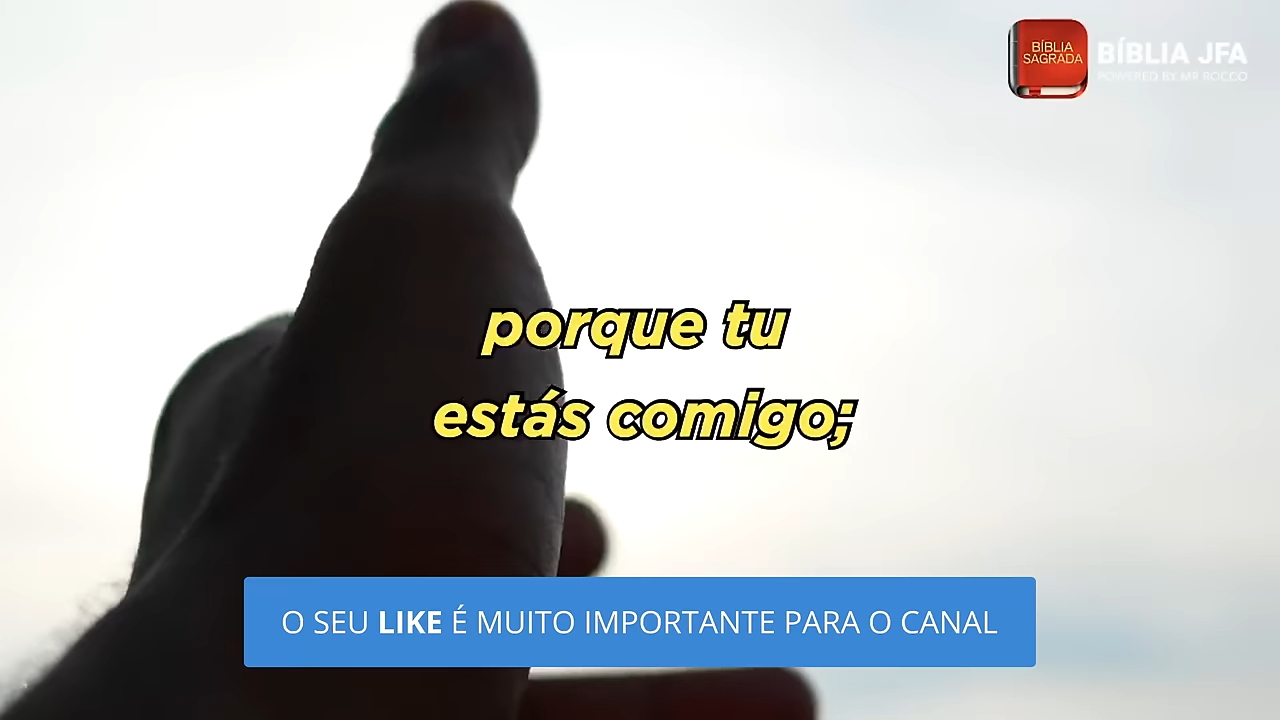 BÍBLIA
SAGRADA
BÍBLIA JFA
POWERED BY MR ROCCO
porque tu
estás comigo;
O SEU LIKE É MUITO IMPORTANTE PARA O CANAL